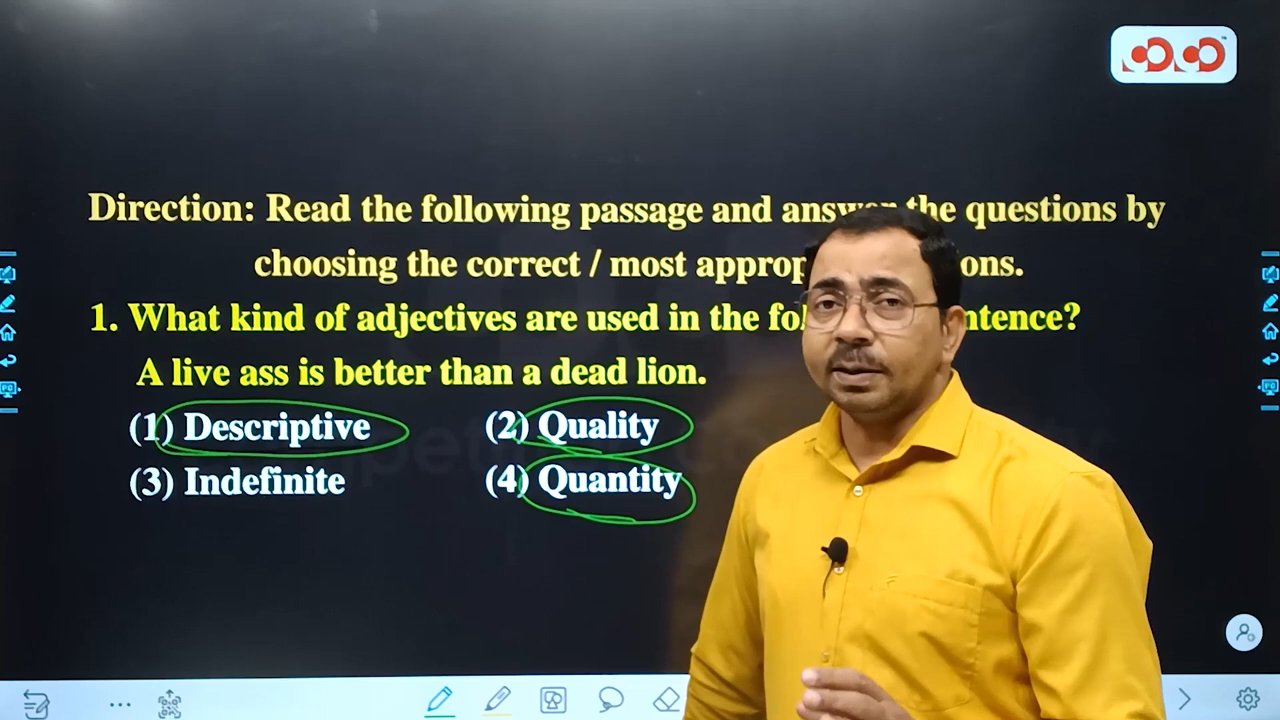 Direction: Read the following passage and answer the questions by
choosing the correct / most approp ons.
1. What kind of adjectives are used in the fol ntence?
A live ass is better than a dead lion.
(1) Descriptive (2) Quality
(3) Indefinite (4) Quantity